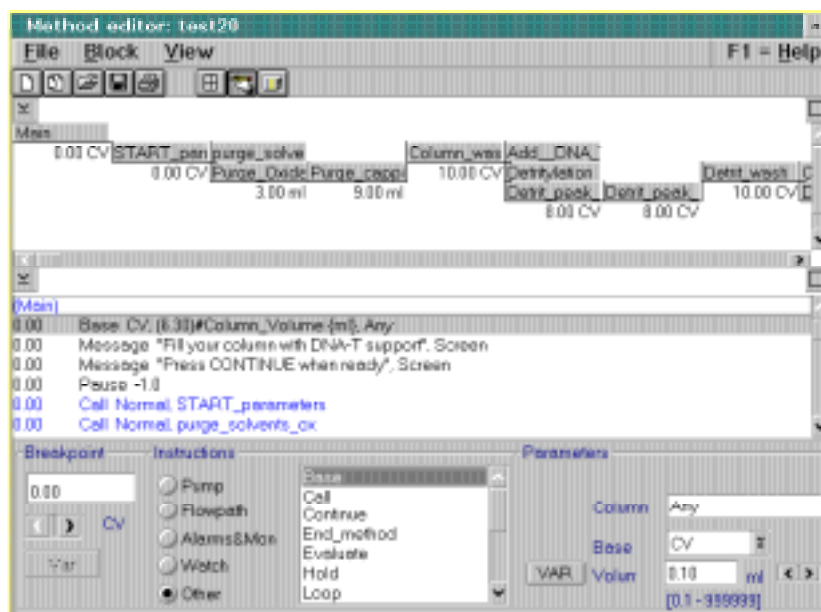 Method editor: test20
File Block View F1 = Help
Main
0.00 CV START_par purge_solve Column_was Add__DNA_
0.00 CV Purge_Oxide Purge_cappi 10.00 CV Detritylation Detrit_wash
3.00 ml 9.00 ml Detrit_peak_ Detrit_peak_ 10.00 CV
8.00 CV 8.00 CV
(Main)
0.00 Base CV, (6.30)#Column_Volume {ml}, Any
0.00 Message "Fill your column with DNA-T support", Screen
0.00 Message "Press CONTINUE when ready", Screen
0.00 Pause -1.0
0.00 Call Normal, START_parameters
0.00 Call Normal, purge_solvents_ox
Breakpoint Instructions Parameters
0.00
CV
Var
Pump
Flowpath
Alarms&Mon
Watch
Other
Base
Call
Continue
End_method
Evaluate
Hold
Loop
Column Any
Base CV
VAR Volum 0.10 ml
[0.1 - 999999]